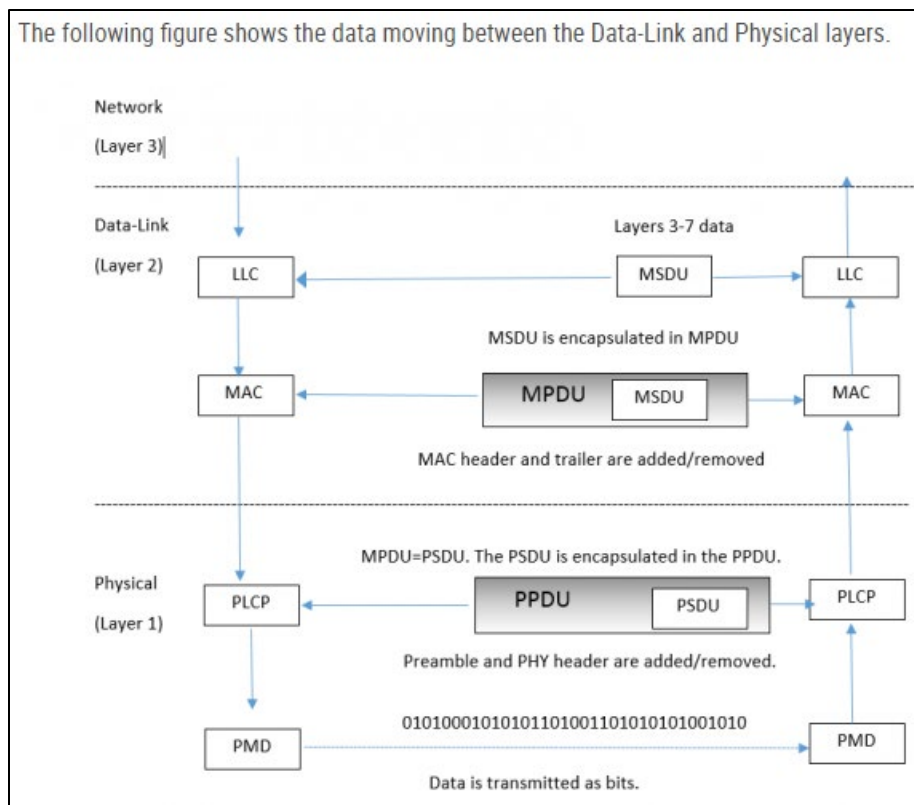 The following figure shows the data moving between the Data-Link and Physical layers.
Network
(Layer 3)
Data-Link
(Layer 2)
Layers 3-7 data
LLC
MSDU
LLC
MSDU is encapsulated in MPDU
MAC
MPDU
MSDU
MAC
MAC header and trailer are added/removed
MPDU=PSDU. The PSDU is encapsulated in the PPDU.
Physical
(Layer 1)
PLCP
PPDU
PSDU
PLCP
Preamble and PHY header are added/removed.
01010001010101101001101010101001010
PMD
PMD
Data is transmitted as bits.